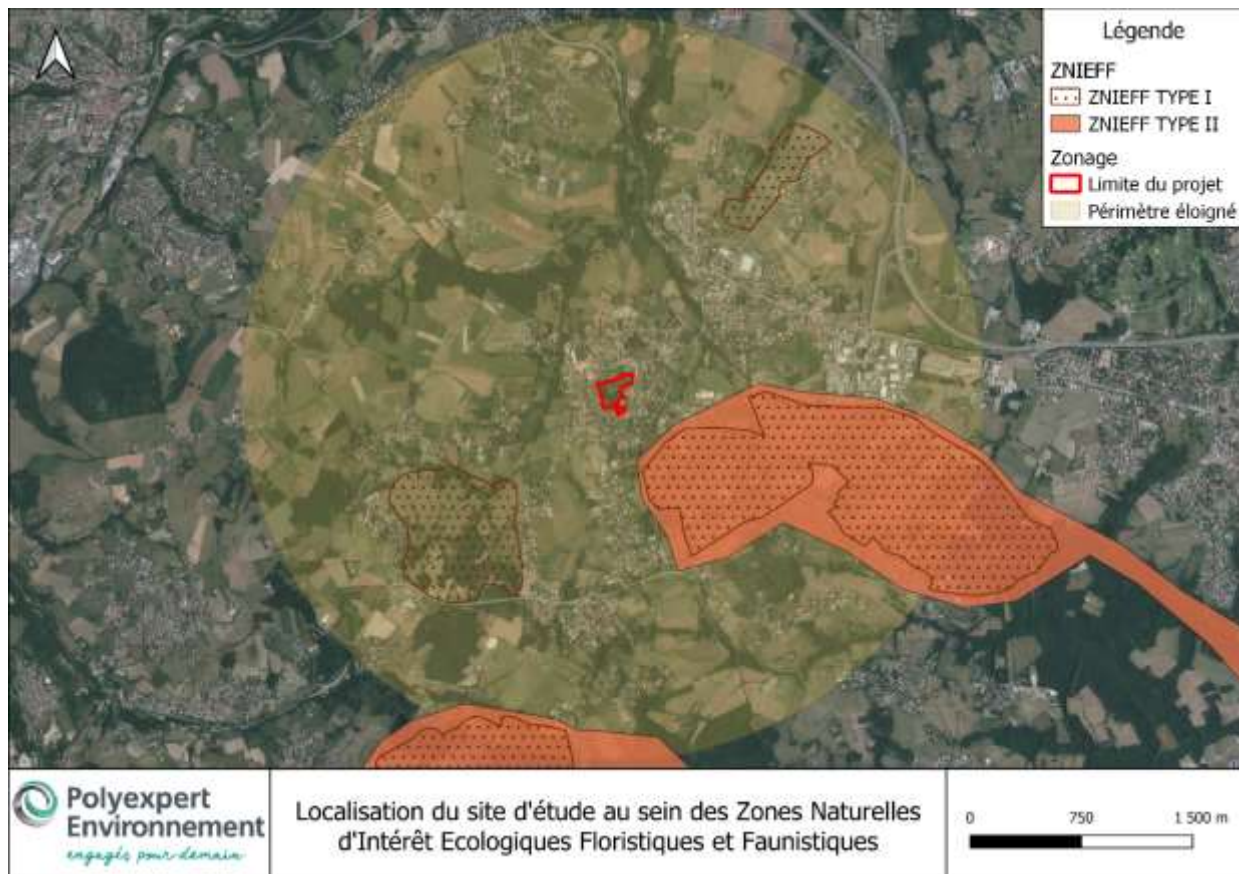 Légende
ZNIEFF
ZNIEFF TYPE I
ZNIEFF TYPE II
Zonage
Limite du projet
Périmètre éloigné
Polyexpert
Environnement
engagés pour demain
Localisation du site d'étude au sein des Zones Naturelles
d'Intérêt Ecologiques Floristiques et Faunistiques
0 750 1 500 m